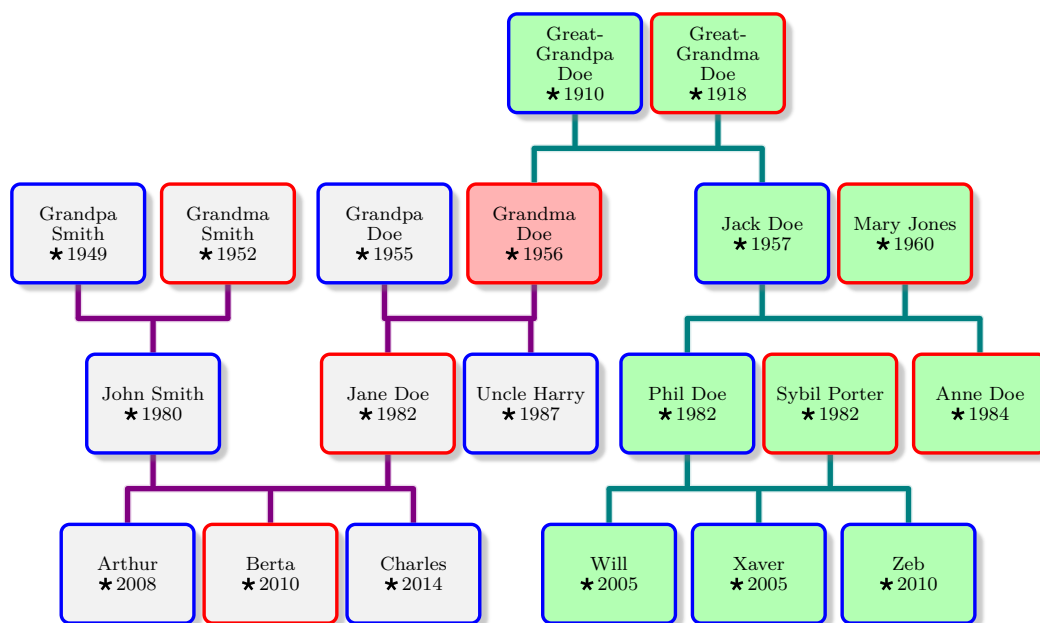 Great-
Grandpa
Doe
★ 1910
Great-
Grandma
Doe
★ 1918
Grandpa
Smith
★ 1949
Grandma
Smith
★ 1952
Grandpa
Doe
★ 1955
Grandma
Doe
★ 1956
Jack Doe
★ 1957
Mary Jones
★ 1960
John Smith
★ 1980
Jane Doe
★ 1982
Uncle Harry
★ 1987
Phil Doe
★ 1982
Sybil Porter
★ 1982
Anne Doe
★ 1984
Arthur
★ 2008
Berta
★ 2010
Charles
★ 2014
Will
★ 2005
Xaver
★ 2005
Zeb
★ 2010